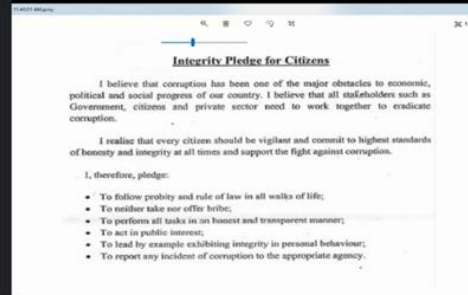 Integrity Pledge for Citizens
I believe that corruption has been one of the major obstacles to economic,
political and social progress of our country. I believe that all stakeholders such as
Government, citizens and private sector need to work together to eradicate
corruption.
I realise that every citizen should be vigilant and commit to highest standards
of honesty and integrity at all times and support the fight against corruption.
I, therefore, pledge:
• To follow probity and rule of law in all walks of life;
• To neither take nor offer bribe;
• To perform all tasks in an honest and transparent manner;
• To act in public interest;
• To lead by example exhibiting integrity in personal behaviour;
• To report any incident of corruption to the appropriate agency.